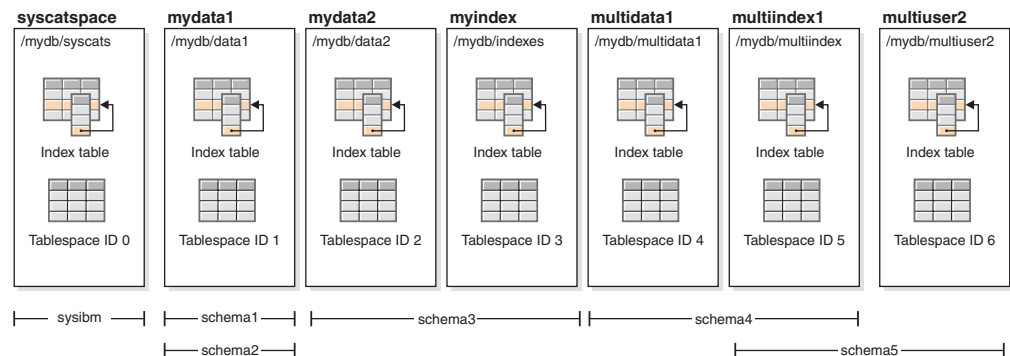 syscatspace mydata1 mydata2 myindex multidata1 multiindex1 multiuser2
/mydb/syscats /mydb/data1 /mydb/data2 /mydb/indexes /mydb/multidata1 /mydb/multiindex /mydb/multiuser2
Index table Index table Index table Index table Index table Index table Index table
Tablespace ID 0 Tablespace ID 1 Tablespace ID 2 Tablespace ID 3 Tablespace ID 4 Tablespace ID 5 Tablespace ID 6
sysibm schema1 schema3 schema4
schema2 schema5